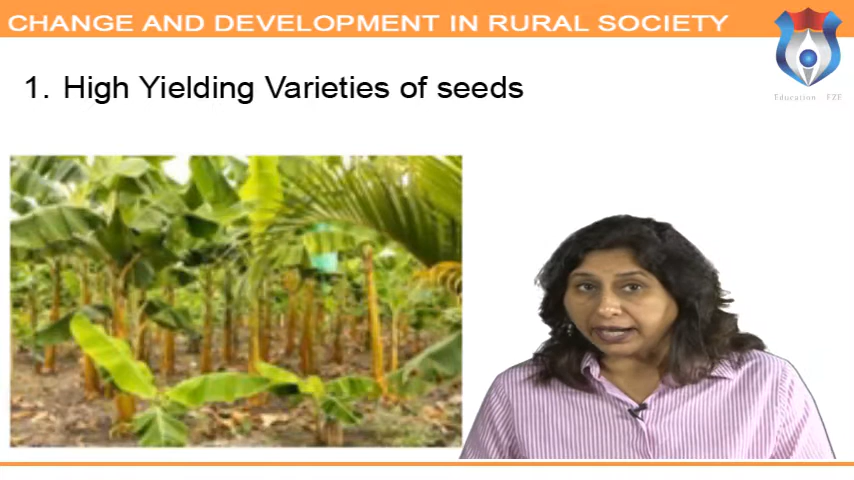 CHANGE AND DEVELOPMENT IN RURAL SOCIETY
1. High Yielding Varieties of seeds
Education FZE